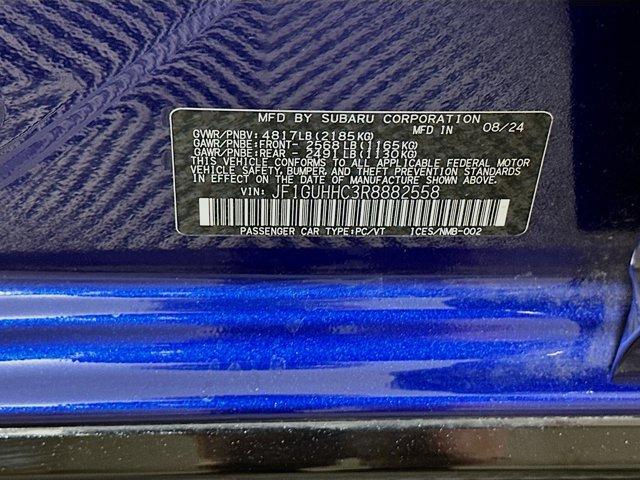 MFD BY SUBARU CORPORATION
GVWR/PNBV: 4817LB(2185KG) MFD IN 08/24
GAWR/PNBE:FRONT- 2568LB(1165KG)
GAWR/PNBE:REAR - 2491LB(1130KG)
THIS VEHICLE CONFORMS TO ALL APPLICABLE FEDERAL MOTOR
VEHICLE SAFETY, BUMPER, AND THEFT PREVENTION STANDARDS
IN EFFECT ON THE DATE OF MANUFACTURE SHOWN ABOVE.
VIN: JF1GUHHC3R8882558
PASSENGER CAR TYPE:PC/VT ICES/NMB-002